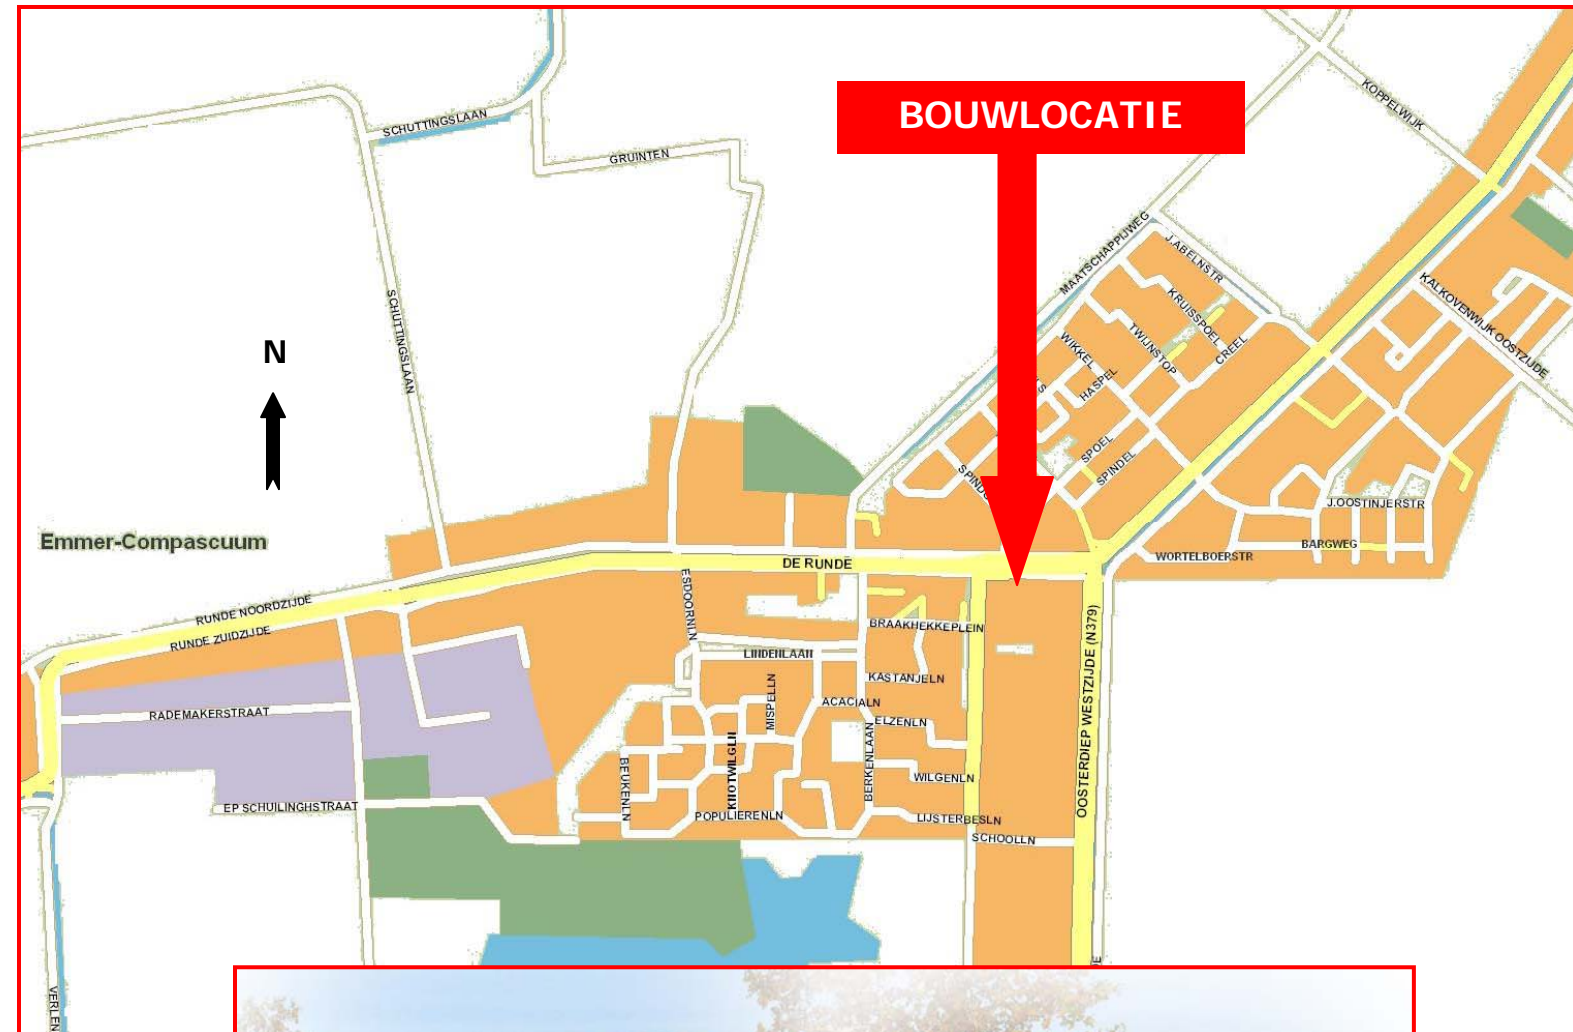 BOUWLOCATIE
KOPPELWIJK
SCHUTTINGSLAAN
GRUINTEN
MAATSCHAPPIJWEG
J.ABELNSTR
SCHUTTINGSLAAN
KRUISSPOEL
KALKOVENWIJK OOSTZIJDE
N
WIKKEL
TWIJNSTOP
CREEL
HASPEL
SPOEL
SPINDEL
J.OOSTINJERSTR
Emmer-Compascuum
BARGWEG
WORTELBOERSTR
DE RUNDE
RUNDE NOORDZIJDE
RUNDE ZUIDZIJDE
ESDOORNLN
BRAAKHEKKEPLEIN
OOSTERDIEP WESTZIJDE (N379)
LINDENLAAN
KASTANJELN
MISPELLN
ACACIALN
RADEMAKERSTRAAT
ELZENLN
BEUKENLN
BERKENLAAN
WILGENLN
EP SCHUILINGHSTRAAT
POPULIERENLN
LIJSTERBESLN
SCHOOLLN
VERLEN